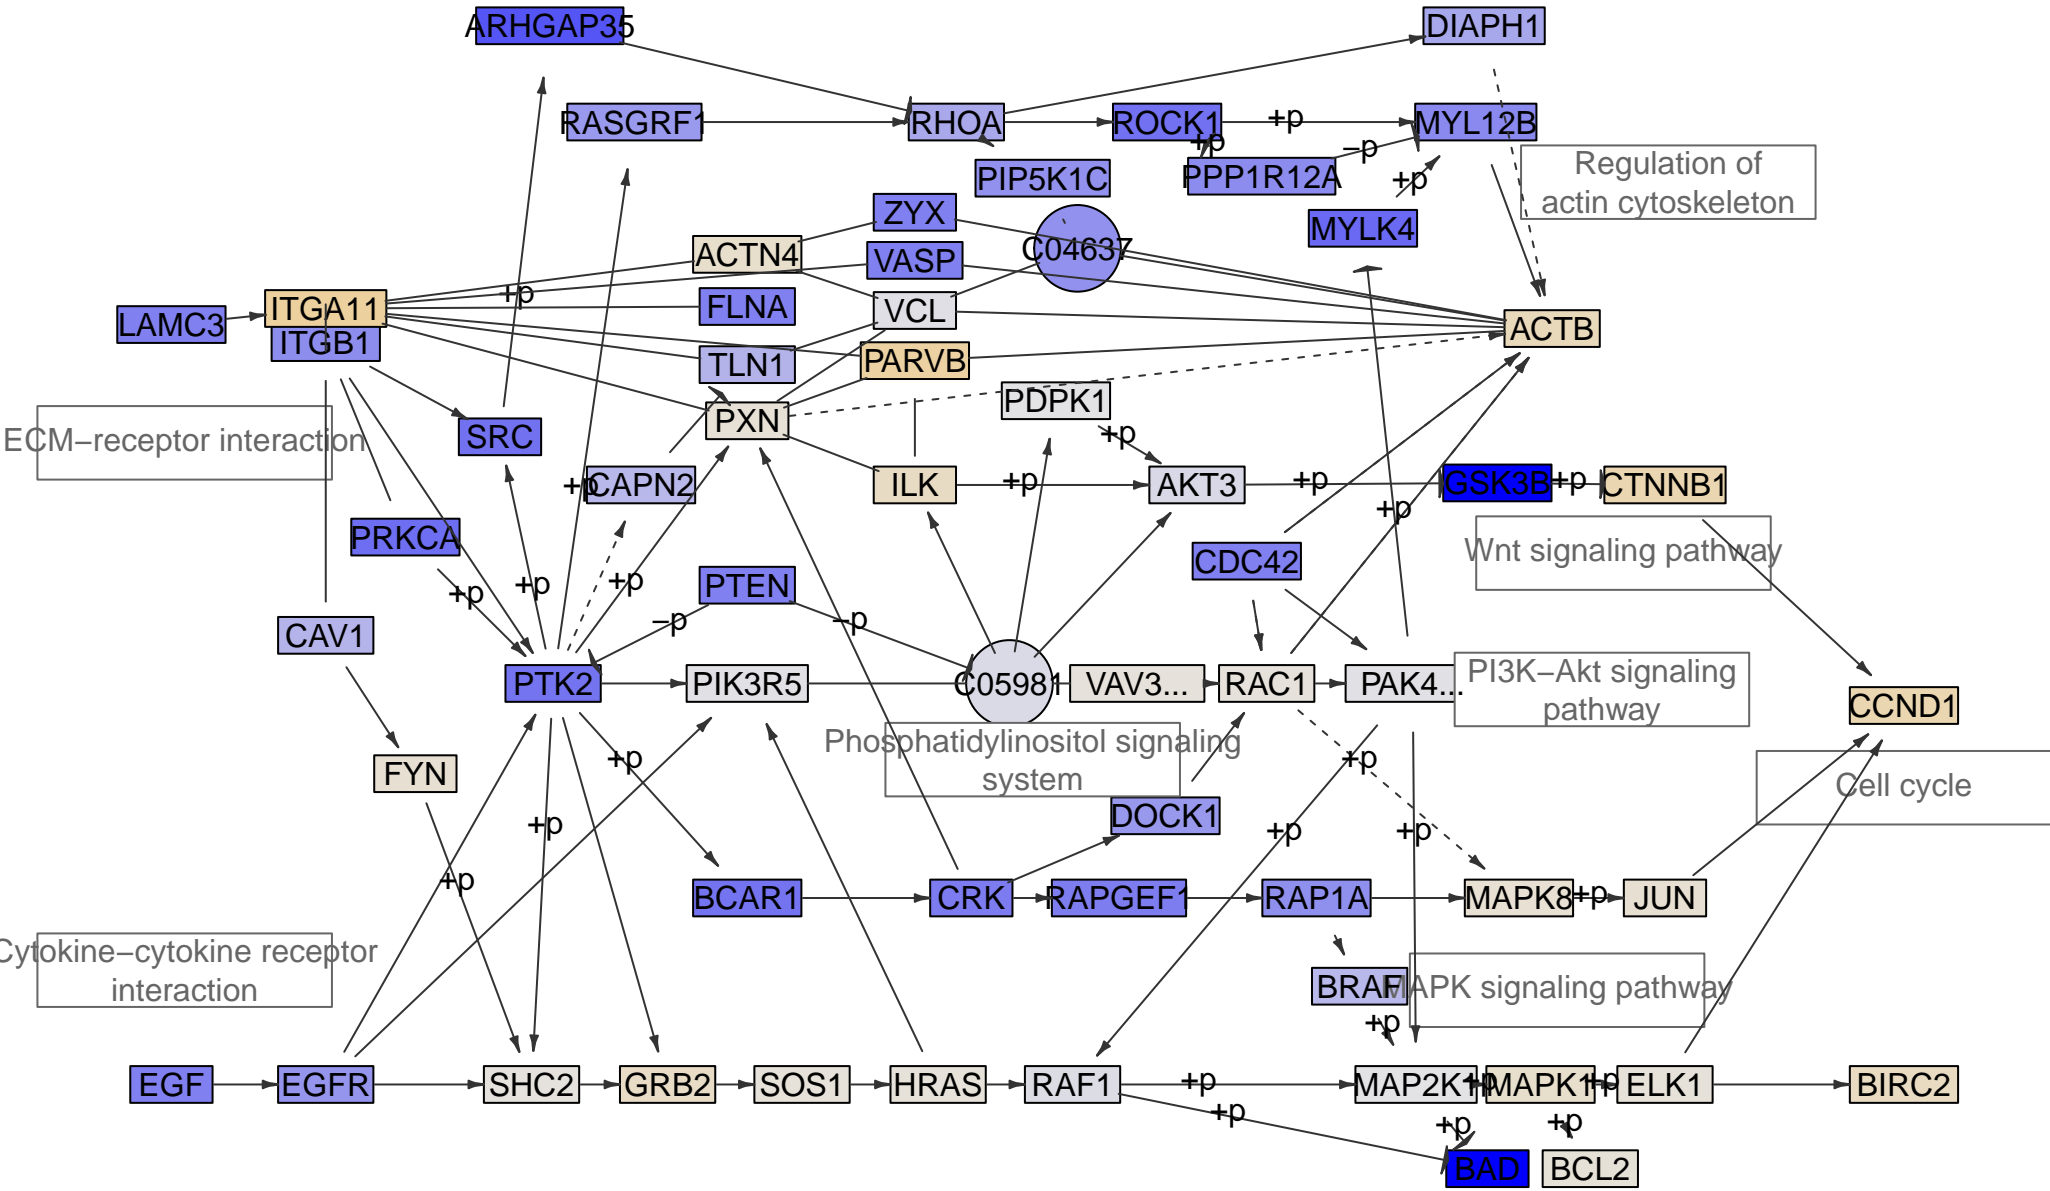 ARHGAP35
DIAPH1
RASGRF1
RHOA
ROCK1
+p
MYL12B
+p
−p
PIP5K1C
PPP1R12A
+p
Regulation of
actin cytoskeleton
ZYX
MYLK4
ACTN4
VASP
C04637
+p
LAMC3
ITGA11
FLNA
VCL
ITGB1
ACTB
TLN1
PARVB
PDPK1
PXN
+p
ECM−receptor interaction
SRC
+p
CAPN2
ILK
+p
AKT3
+p
GSK3B
+p
CTNNB1
+p
PRKCA
Wnt signaling pathway
CDC42
+p
+p
+p
PTEN
−p
−p
CAV1
PTK2
PIK3R5
C05981
VAV3...
RAC1
PAK4...
PI3K−Akt signaling
pathway
CCND1
Phosphatidylinositol signaling
system
+p
+p
FYN
Cell cycle
DOCK1
+p
+p
+p
+p
BCAR1
CRK
RAPGEF1
RAP1A
MAPK8
+p
JUN
Cytokine−cytokine receptor
interaction
BRAF
MAPK signaling pathway
+p
EGF
EGFR
SHC2
GRB2
SOS1
HRAS
RAF1
+p
MAP2K1
+p
MAPK1
+p
ELK1
BIRC2
+p
+p
+p
BAD
BCL2